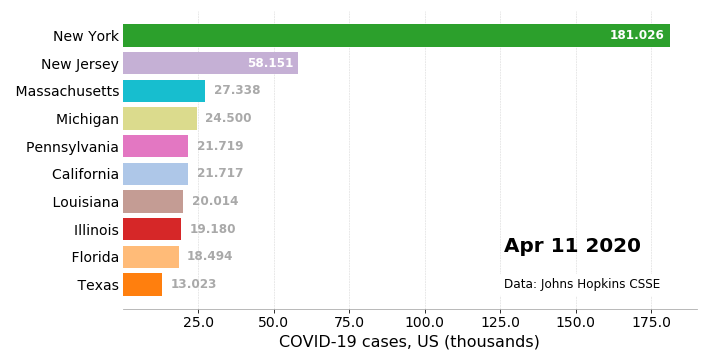 New York 181.026
New Jersey 58.151
Massachusetts 27.338
Michigan 24.500
Pennsylvania 21.719
California 21.717
Louisiana 20.014
Illinois 19.180
Florida 18.494
Texas 13.023
Apr 11 2020
Data: Johns Hopkins CSSE
25.0 50.0 75.0 100.0 125.0 150.0 175.0
COVID-19 cases, US (thousands)